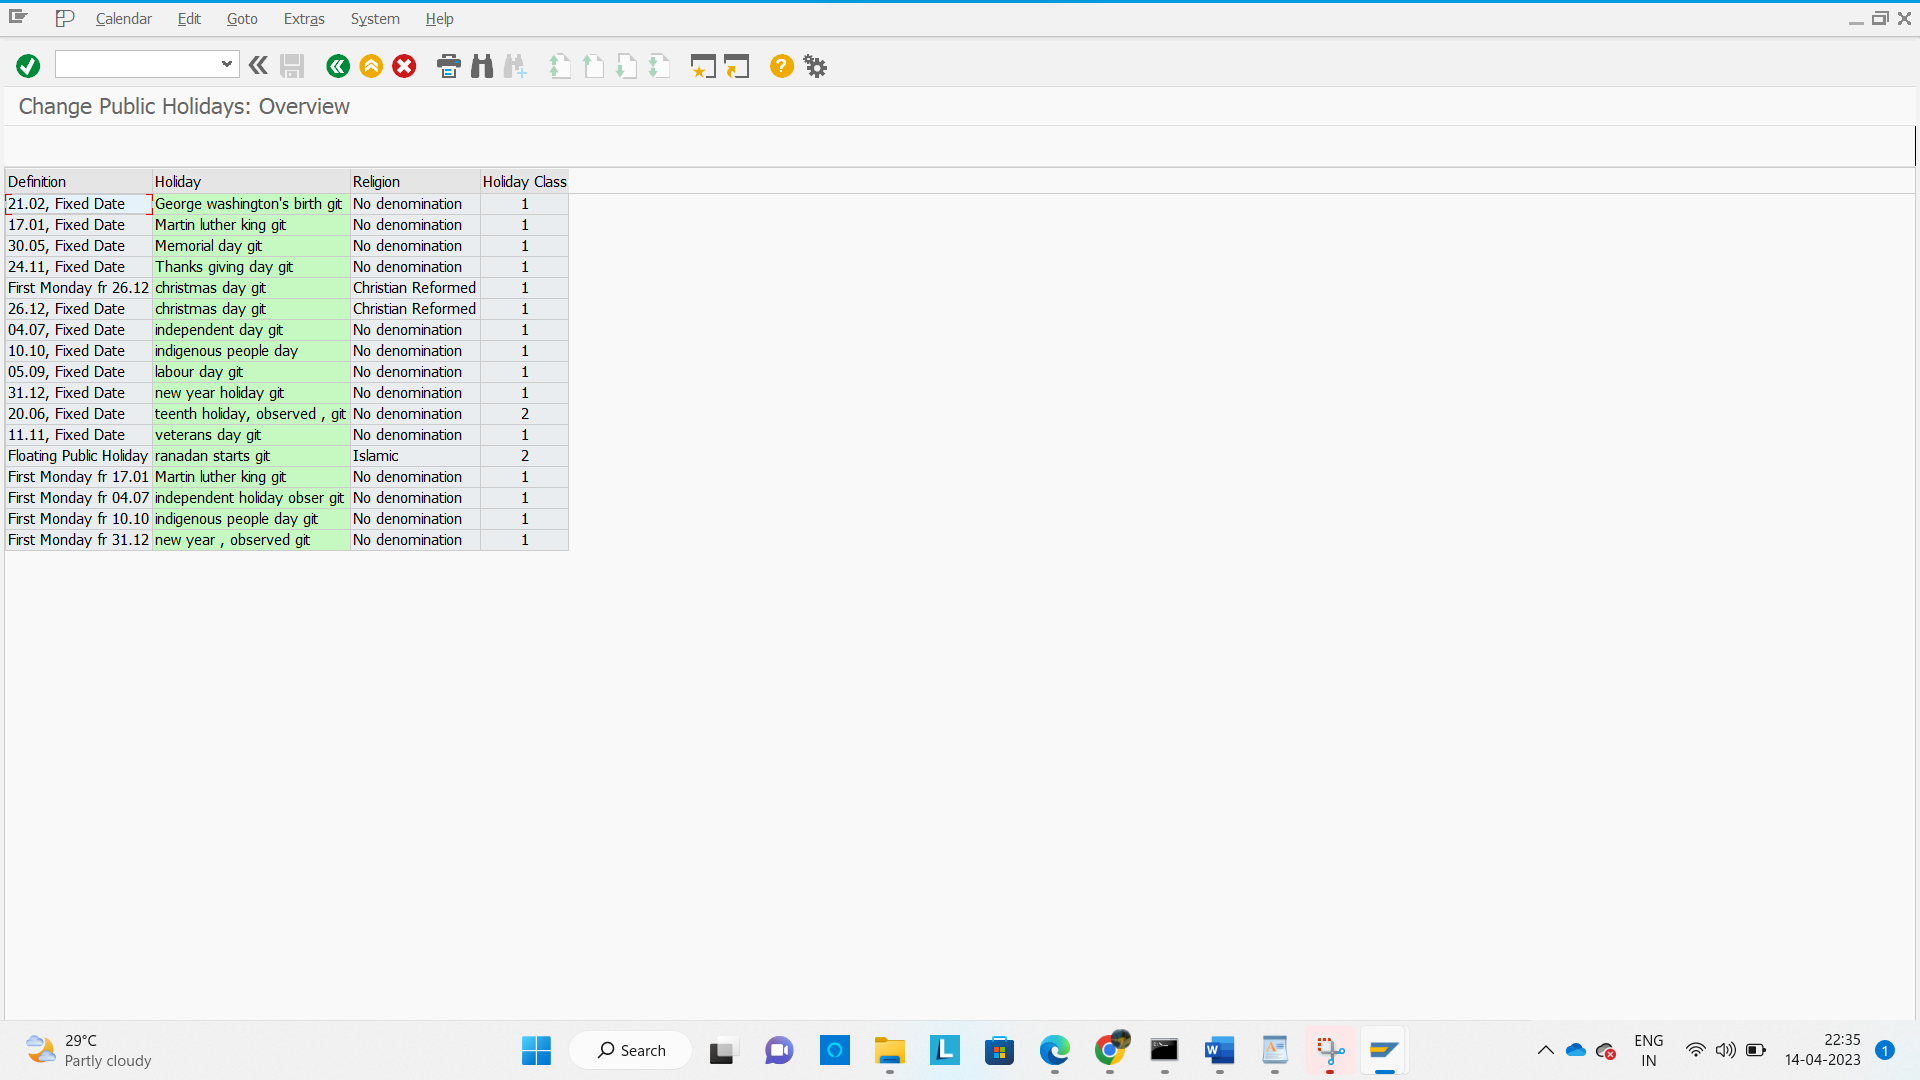 Calendar Edit Goto Extras System Help
Change Public Holidays: Overview
Definition Holiday Religion Holiday Class
21.02, Fixed Date George washington's birth git No denomination 1
17.01, Fixed Date Martin luther king git No denomination 1
30.05, Fixed Date Memorial day git No denomination 1
24.11, Fixed Date Thanks giving day git No denomination 1
First Monday fr 26.12 christmas day git Christian Reformed 1
26.12, Fixed Date christmas day git Christian Reformed 1
04.07, Fixed Date independent day git No denomination 1
10.10, Fixed Date indigenous people day No denomination 1
05.09, Fixed Date labour day git No denomination 1
31.12, Fixed Date new year holiday git No denomination 1
20.06, Fixed Date teenth holiday, observed , git No denomination 2
11.11, Fixed Date veterans day git No denomination 1
Floating Public Holiday ranadan starts git Islamic 2
First Monday fr 17.01 Martin luther king git No denomination 1
First Monday fr 04.07 independent holiday obser git No denomination 1
First Monday fr 10.10 indigenous people day git No denomination 1
First Monday fr 31.12 new year , observed git No denomination 1
29°C
Partly cloudy
Search
ENG
IN
22:35
14-04-2023
1